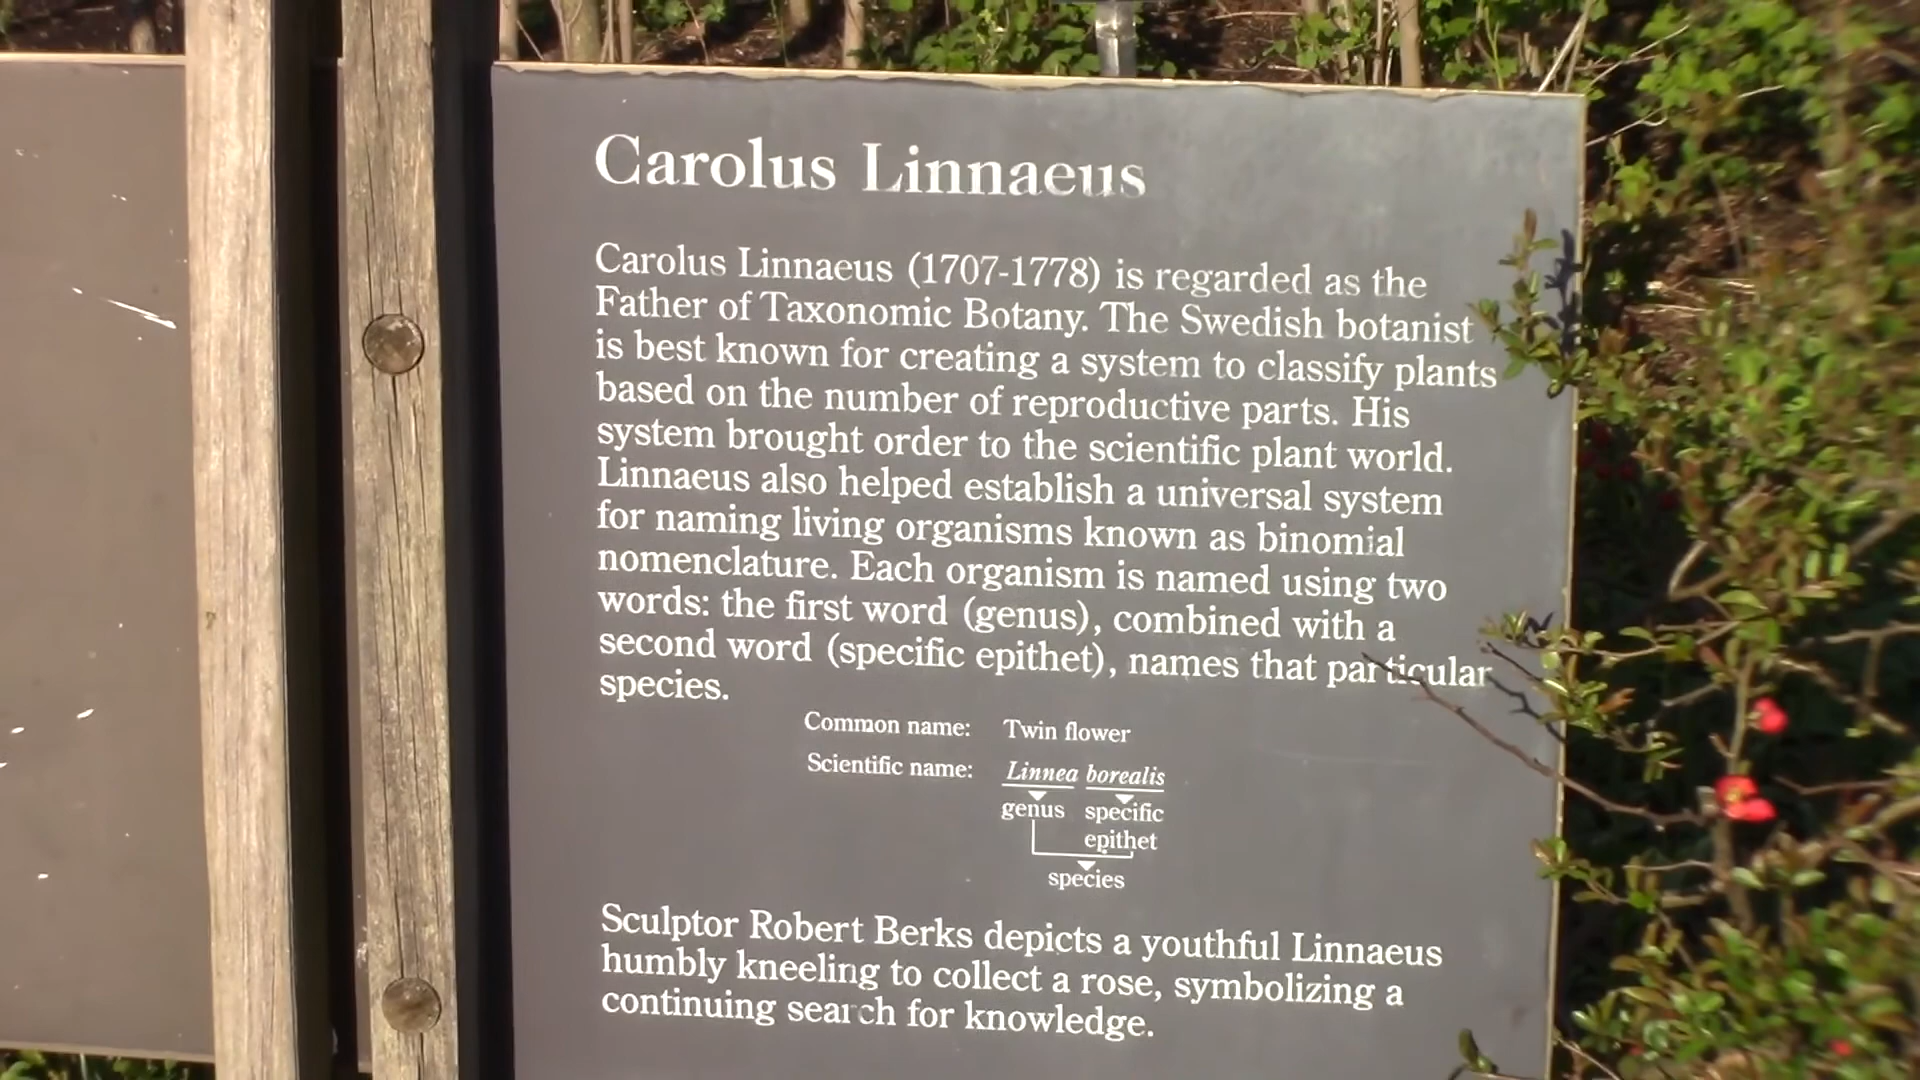 Carolus Linnaeus
Carolus Linnaeus (1707-1778) is regarded as the
Father of Taxonomic Botany. The Swedish botanist
is best known for creating a system to classify plants
based on the number of reproductive parts. His
system brought order to the scientific plant world.
Linnaeus also helped establish a universal system
for naming living organisms known as binomial
nomenclature. Each organism is named using two
words: the first word (genus), combined with a
second word (specific epithet), names that particular
species.
Common name: Twin flower
Scientific name: Linnea borealis
genus specific
epithet
species
Sculptor Robert Berks depicts a youthful Linnaeus
humbly kneeling to collect a rose, symbolizing a
continuing search for knowledge.